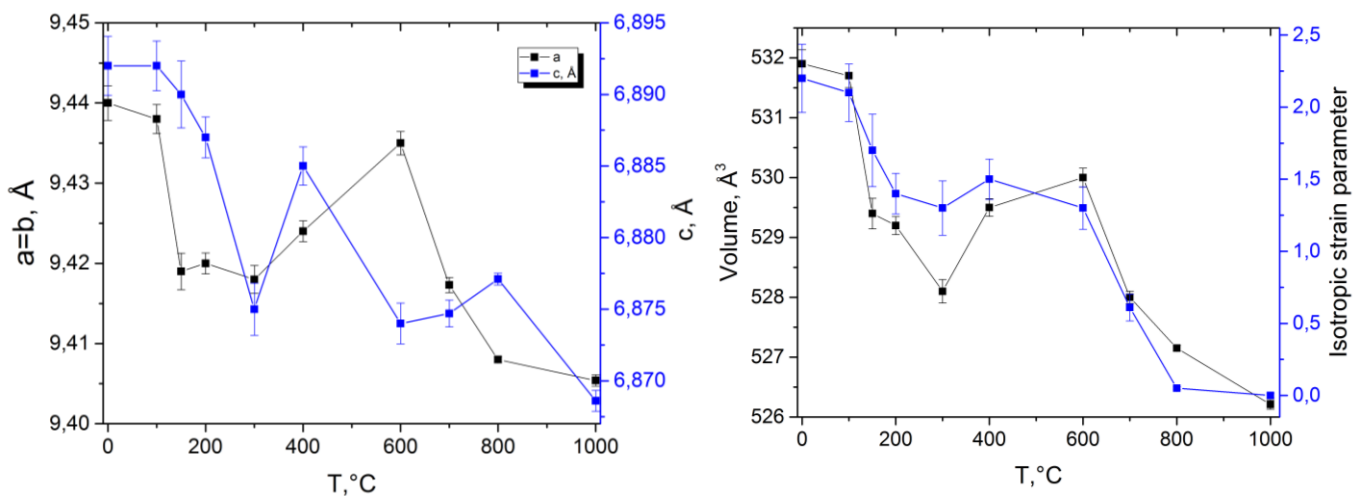 9,45
9,44
9,43
9,42
9,41
9,40
a=b, Å
0 200 400 600 800 1000
T,°C
a
c, Å
6,895
6,890
6,885
6,880
6,875
6,870
c, Å
532
531
530
529
528
527
526
Volume, Å³
0 200 400 600 800 1000
T,°C
2,5
2,0
1,5
1,0
0,5
0,0
Isotropic strain parameter